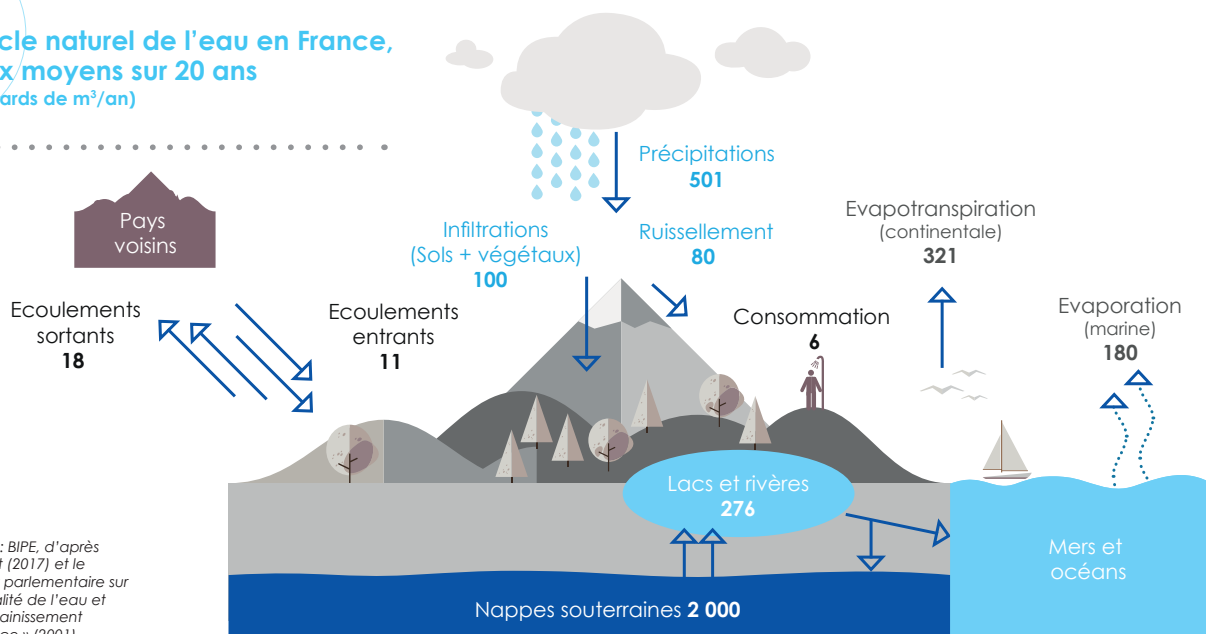 cle naturel de l'eau en France,
x moyens sur 20 ans
ards de m³/an)
Précipitations
501
Pays
voisins
Infiltrations
(Sols + végétaux)
100
Ruissellement
80
Evapotranspiration
(continentale)
321
Ecoulements
sortants
18
Ecoulements
entrants
11
Consommation
6
Evaporation
(marine)
180
Lacs et rivères
276
Mers et
océans
Nappes souterraines 2 000
: BIPE, d'après
t (2017) et le
parlementaire sur
alité de l'eau et
ainissement
(2001)